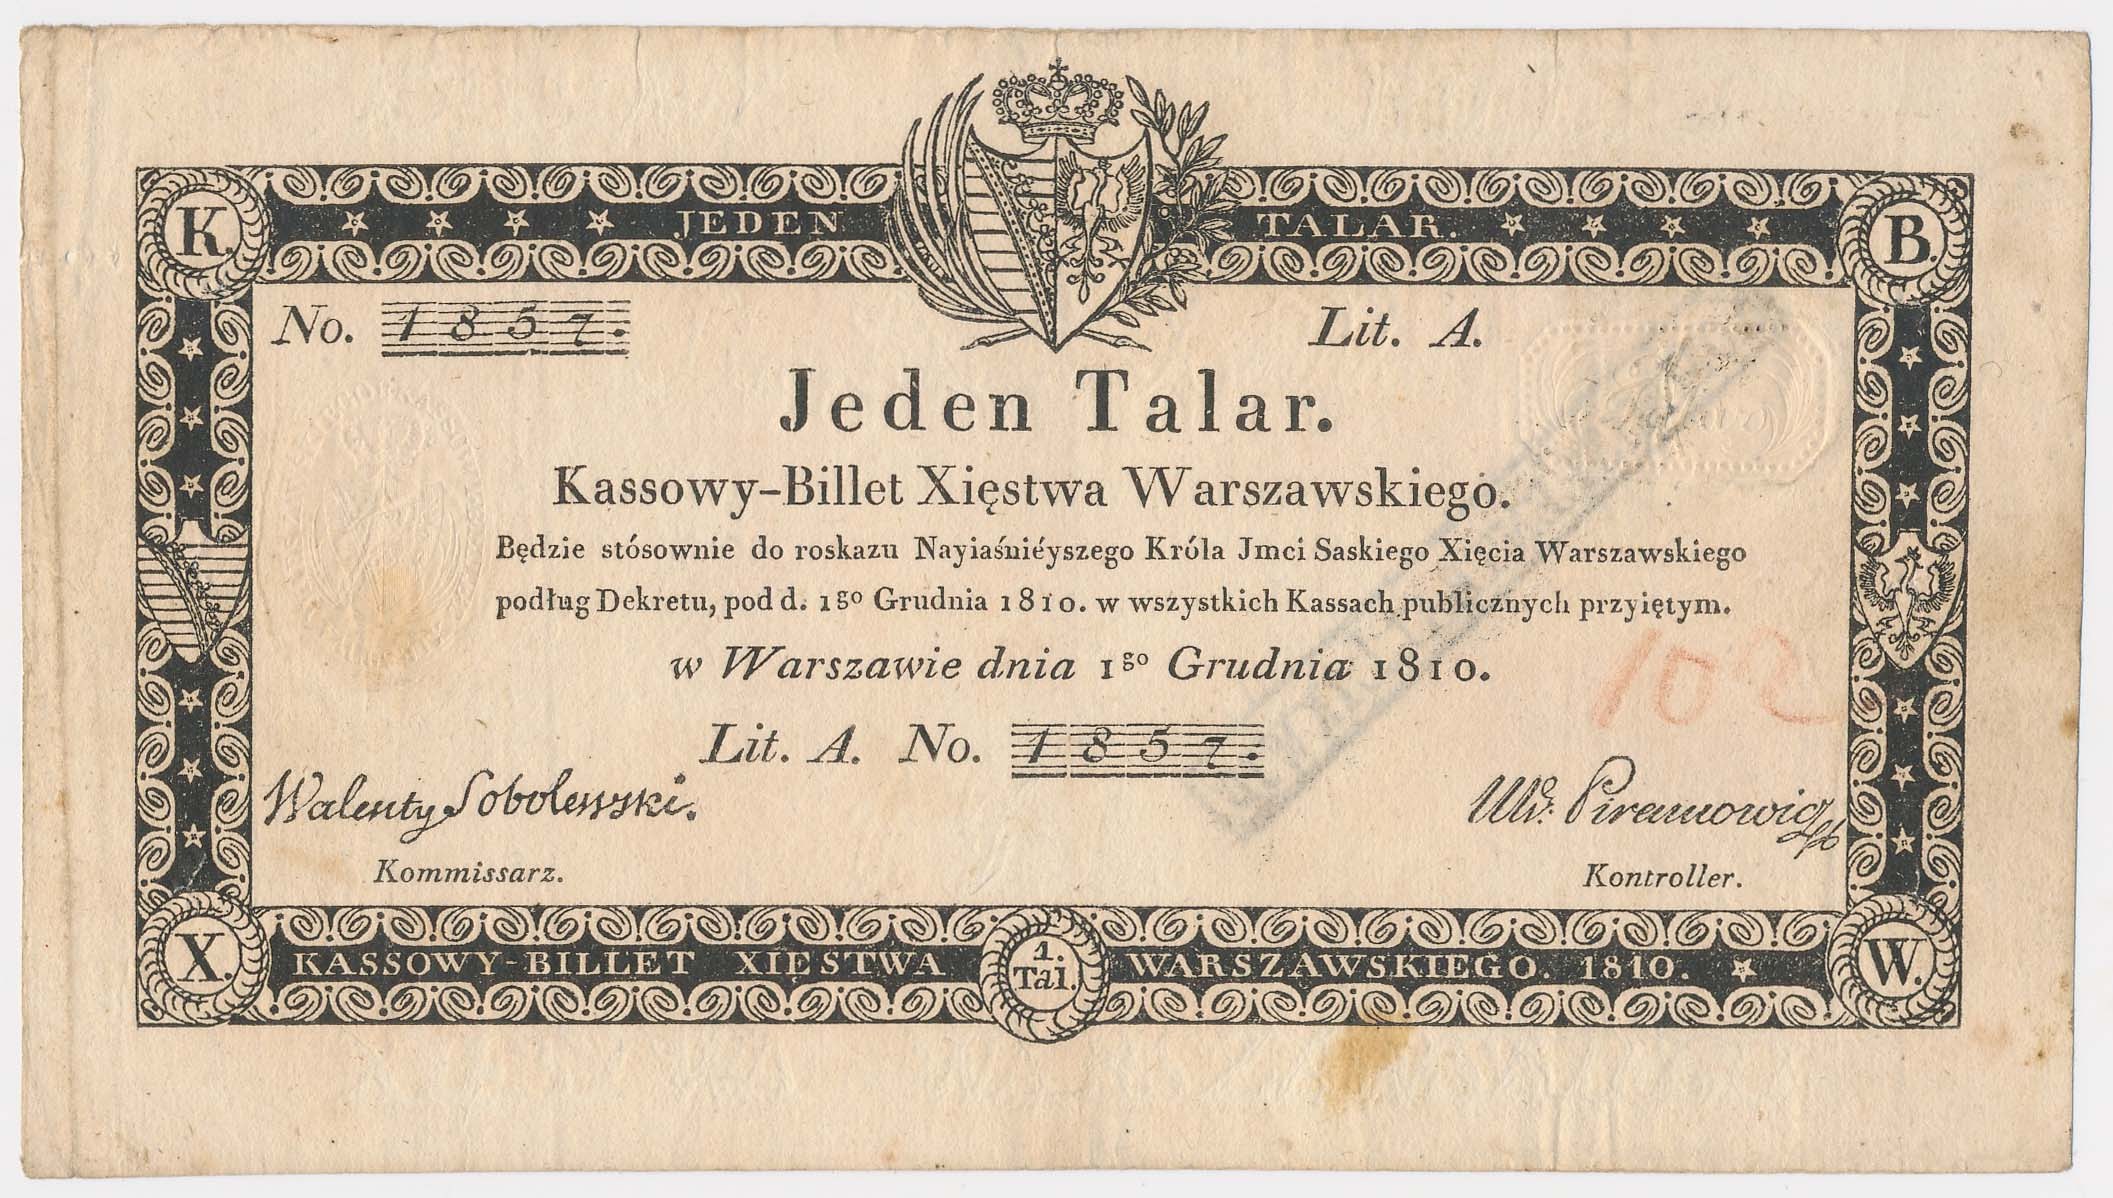 K. JEDEN TALAR. B.
No. 1857. Lit. A.
Jeden Talar.
Kassowy-Billet Xięstwa Warszawskiego.
Będzie stósownie do roskazu Nayiaśniéyszego Króla Jmci Saskiego Xięcia Warszawskiego
podług Dekretu, pod d. 1go Grudnia 1810. w wszystkich Kassach publicznych przyiętym.
w Warszawie dnia 1go Grudnia 1810.
102
Lit. A. No. 1857.
Walenty Sobolewski.
Kommissarz. Kontroller.
X. KASSOWY-BILLET XIĘSTWA 1. Tal. WARSZAWSKIEGO. 1810. W.